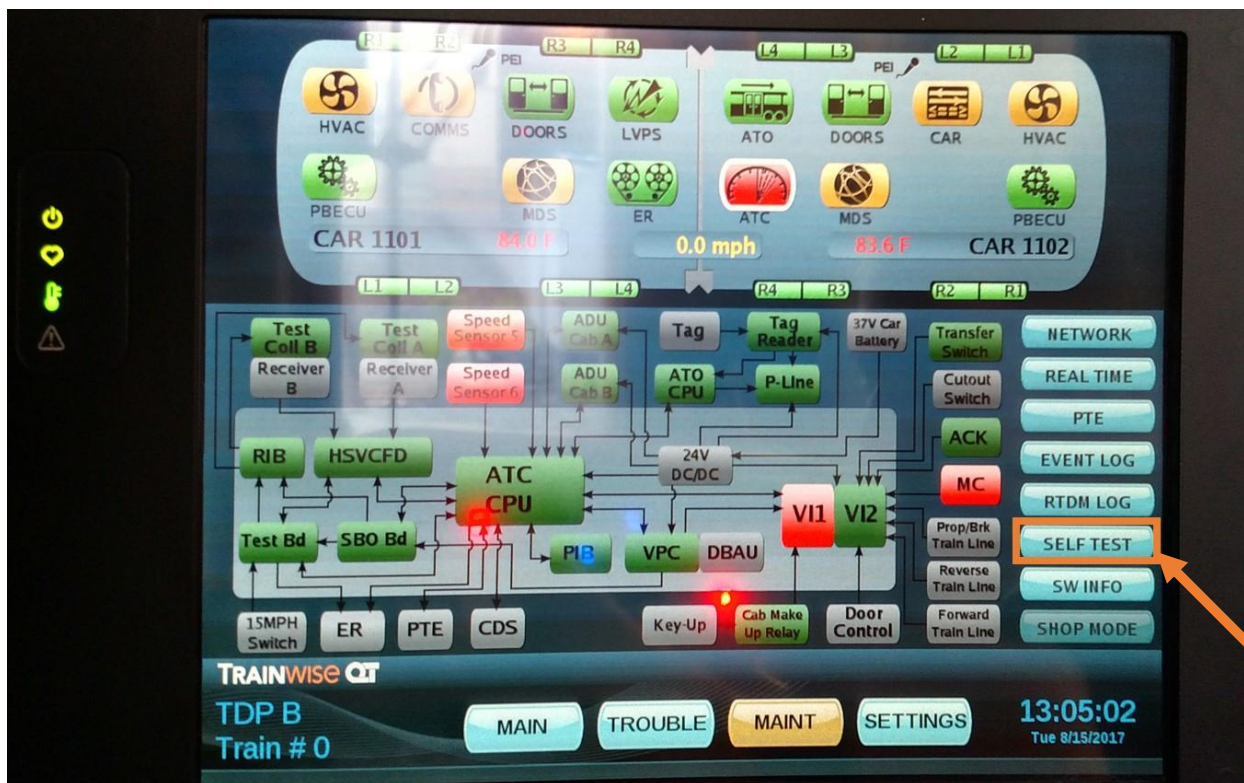 R1 R2
R3 R4
L4 L3
L2 L1
PEI
PEI
HVAC
COMMS
DOORS
LVPS
ATO
DOORS
CAR
HVAC
PBECU
MDS
ER
ATC
MDS
PBECU
CAR 1101
84.0 F
0.0 mph
83.6 F
CAR 1102
L1 L2
L3 L4
R4 R3
R2 R1
Test
Coil B
Test
Coil A
Speed
Sensor 5
ADU
Cab A
Tag
Tag
Reader
37V Car
Battery
Transfer
Switch
NETWORK
Receiver
B
Receiver
A
Speed
Sensor 6
ADU
Cab B
ATO
CPU
P-Line
Cutout
Switch
REAL TIME
PTE
RIB
HSVCFD
ATC
CPU
24V
DC/DC
ACK
EVENT LOG
MC
RTDM LOG
VI1
VI2
Test Bd
SBO Bd
PIB
VPC
DBAU
Prop/Brk
Train Line
SELF TEST
Reverse
Train Line
SW INFO
15MPH
Switch
ER
PTE
CDS
Key-Up
Cab Make
Up Relay
Door
Control
Forward
Train Line
SHOP MODE
TRAINWISE QT
TDP B
Train # 0
MAIN
TROUBLE
MAINT
SETTINGS
13:05:02
Tue 8/15/2017